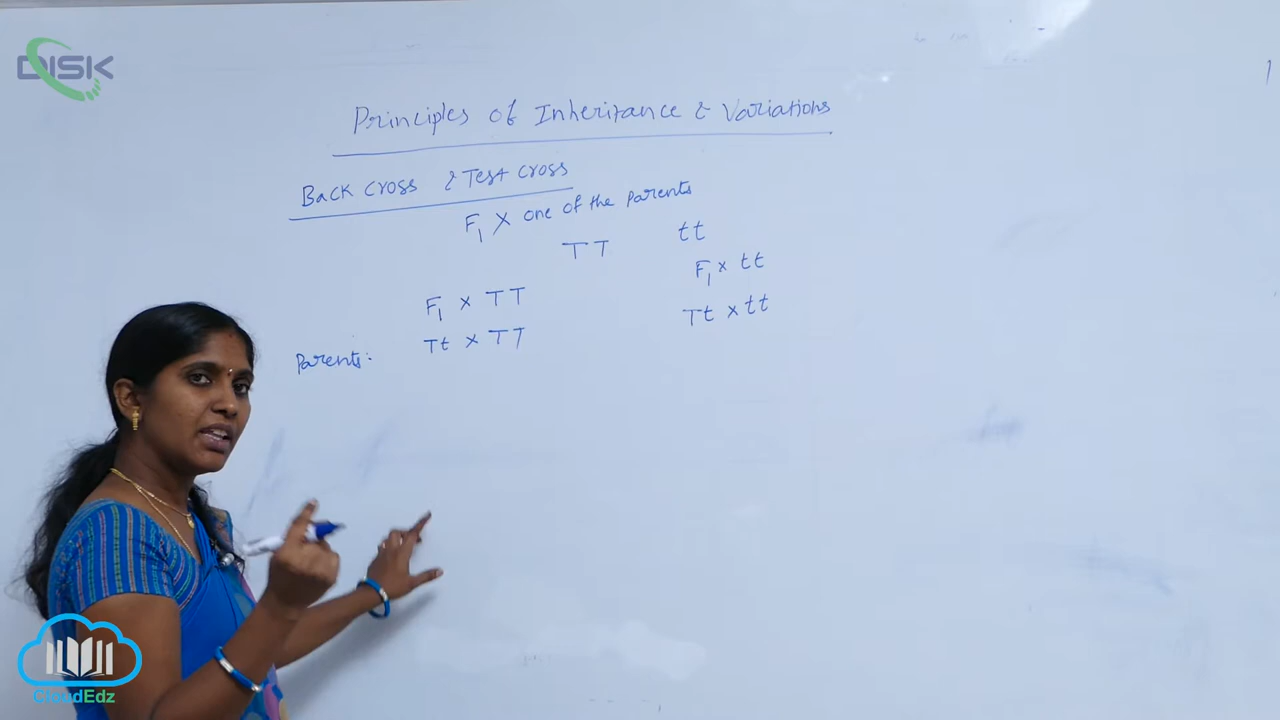 DISK
Principles of Inheritance & Variations
Back cross & Test cross
F1 X one of the parents
TT tt
F1 × tt
F1 × TT
Tt × tt
Parents: Tt × TT
CloudEdz